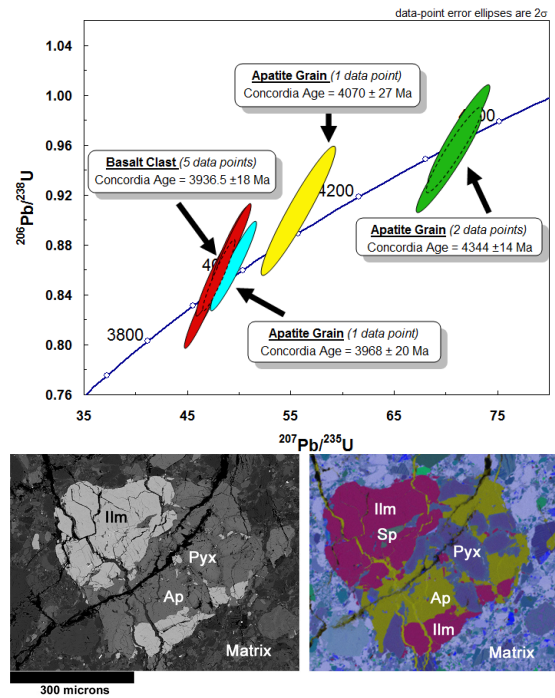 data-point error ellipses are 2σ
1.04
1.00
0.96
0.92
0.88
0.84
0.80
0.76
206Pb/238U
Apatite Grain (1 data point)
Concordia Age = 4070 ± 27 Ma
Basalt Clast (5 data points)
Concordia Age = 3936.5 ±18 Ma
4200
Apatite Grain (2 data points)
Concordia Age = 4344 ±14 Ma
Apatite Grain (1 data point)
Concordia Age = 3968 ± 20 Ma
3800
35 45 55 65 75
207Pb/235U
Ilm
Pyx
Ap
Matrix
300 microns
Ilm
Sp
Pyx
Ap
Ilm
Matrix